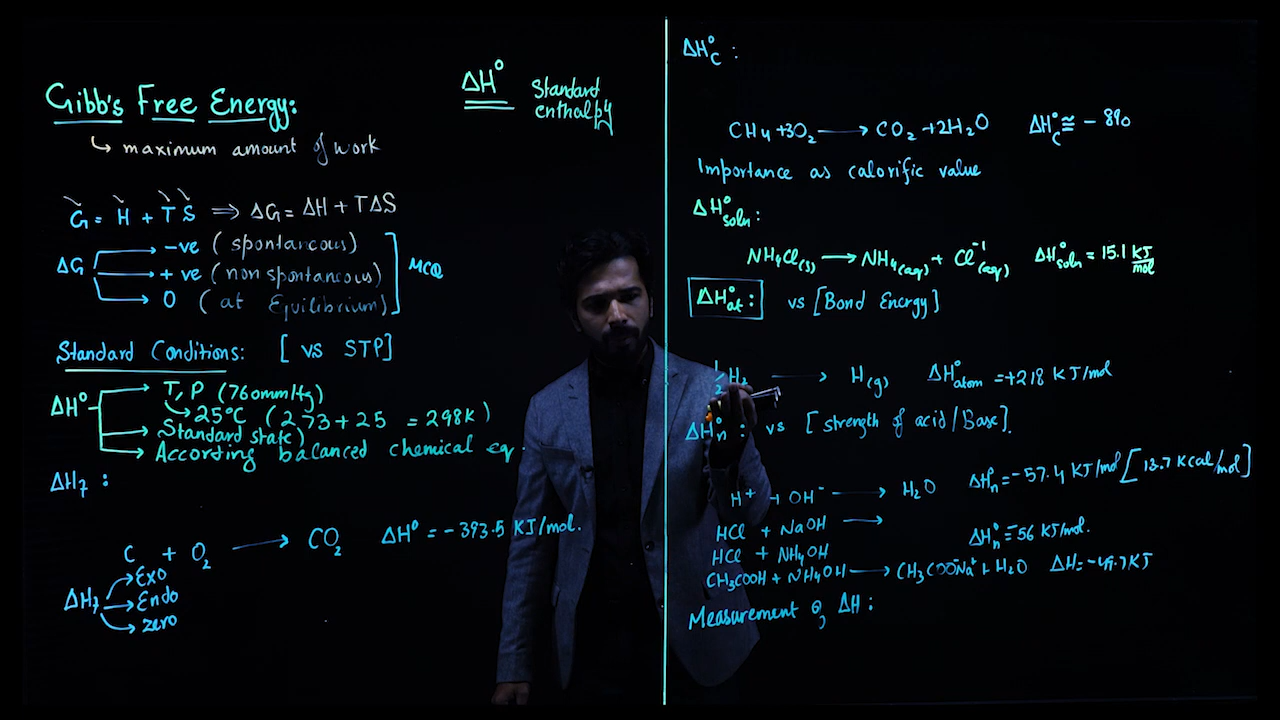 Gibb's Free Energy:
↳ maximum amount of work
G = H + TS ⇒ ΔG = ΔH + TΔS
ΔG → -ve (spontaneous)
→ +ve (non spontaneous)
→ 0 (at Equilibrium)
] MCQ
Standard Conditions: [ vs STP]
ΔH° → T, P (760mmHg)
↳ 25°C (273+25 = 298K)
→ Standard state)
→ According balanced chemical eq.
ΔHf :
C + O₂ → CO₂ ΔH° = -393.5 KJ/mol.
ΔHf → Exo
→ Endo
→ zero
ΔH° Standard
enthalpy
ΔH°c :
CH4 +3O₂ → CO₂ +2H₂O ΔH°c ≅ - 890
Importance as calorific value
ΔH°soln :
NH4Cl(s) → NH4(aq) + Cl⁻¹(aq) ΔH°soln = 15.1 KJ/mol
ΔH°at : vs [Bond Energy]
1/2 H₂ → H(g) ΔH°atom = +218 KJ/mol
ΔH°n : vs [strength of acid/Base].
H⁺ + OH⁻ → H₂O ΔH°n = -57.4 KJ/mol [13.7 Kcal/mol]
HCl + NaOH →
ΔH°n = 56 KJ/mol.
HCl + NH4OH
CH₃COOH + NH4OH → CH₃COŌNa⁺ + H₂O ΔH = -49.7 KJ
Measurement of ΔH :